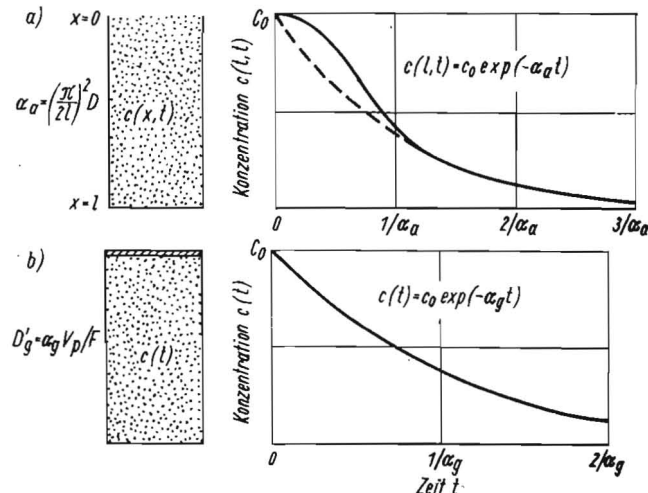 a)
x=0
α_a=(π/2l)²D
c(x,t)
x=l
Konzentration c(l,t)
C₀
c(l,t)=c₀ exp(-α_a t)
0
1/α_a
2/α_a
3/α_a
b)
D'_g=α_g V_p/F
c(t)
Konzentration c(t)
C₀
c(t)=c₀ exp(-α_g t)
0
1/α_g
2/α_g
Zeit t